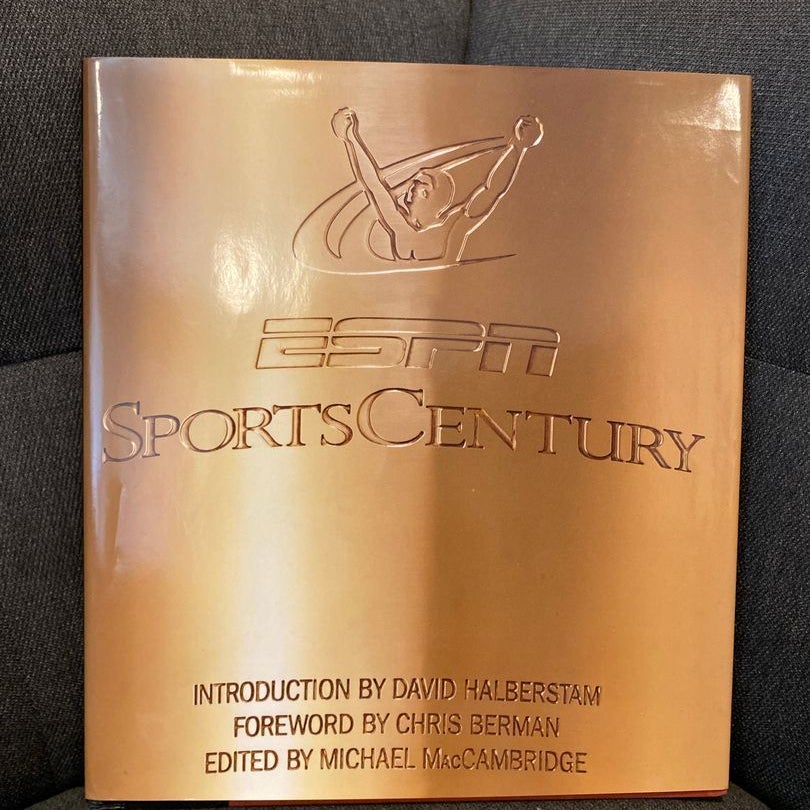 ESPN
SPORTSCENTURY
INTRODUCTION BY DAVID HALBERSTAM
FOREWORD BY CHRIS BERMAN
EDITED BY MICHAEL MacCAMBRIDGE